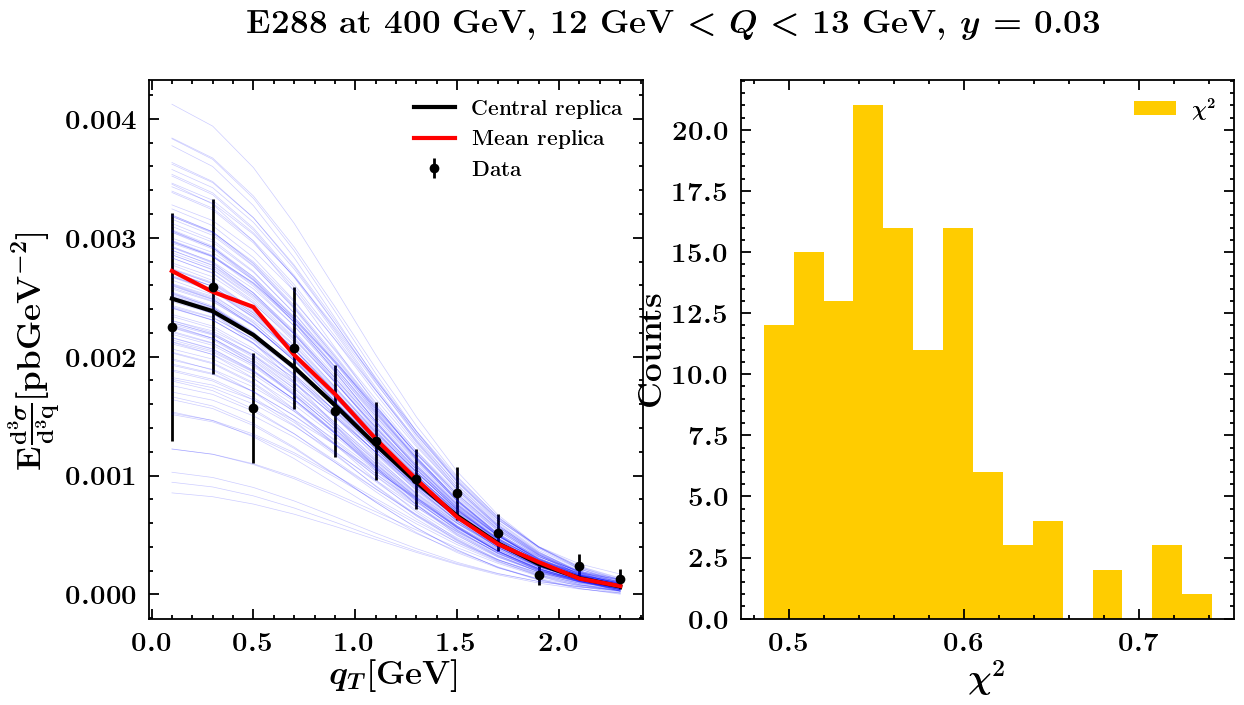 E288 at 400 GeV, 12 GeV < Q < 13 GeV, y = 0.03
Central replica
Mean replica
Data
0.004
0.003
0.002
0.001
0.000
E d³σ/d³q [pbGeV⁻²]
0.0 0.5 1.0 1.5 2.0
q_T[GeV]
χ²
20.0
17.5
15.0
12.5
10.0
7.5
5.0
2.5
0.0
Counts
0.5 0.6 0.7
χ²